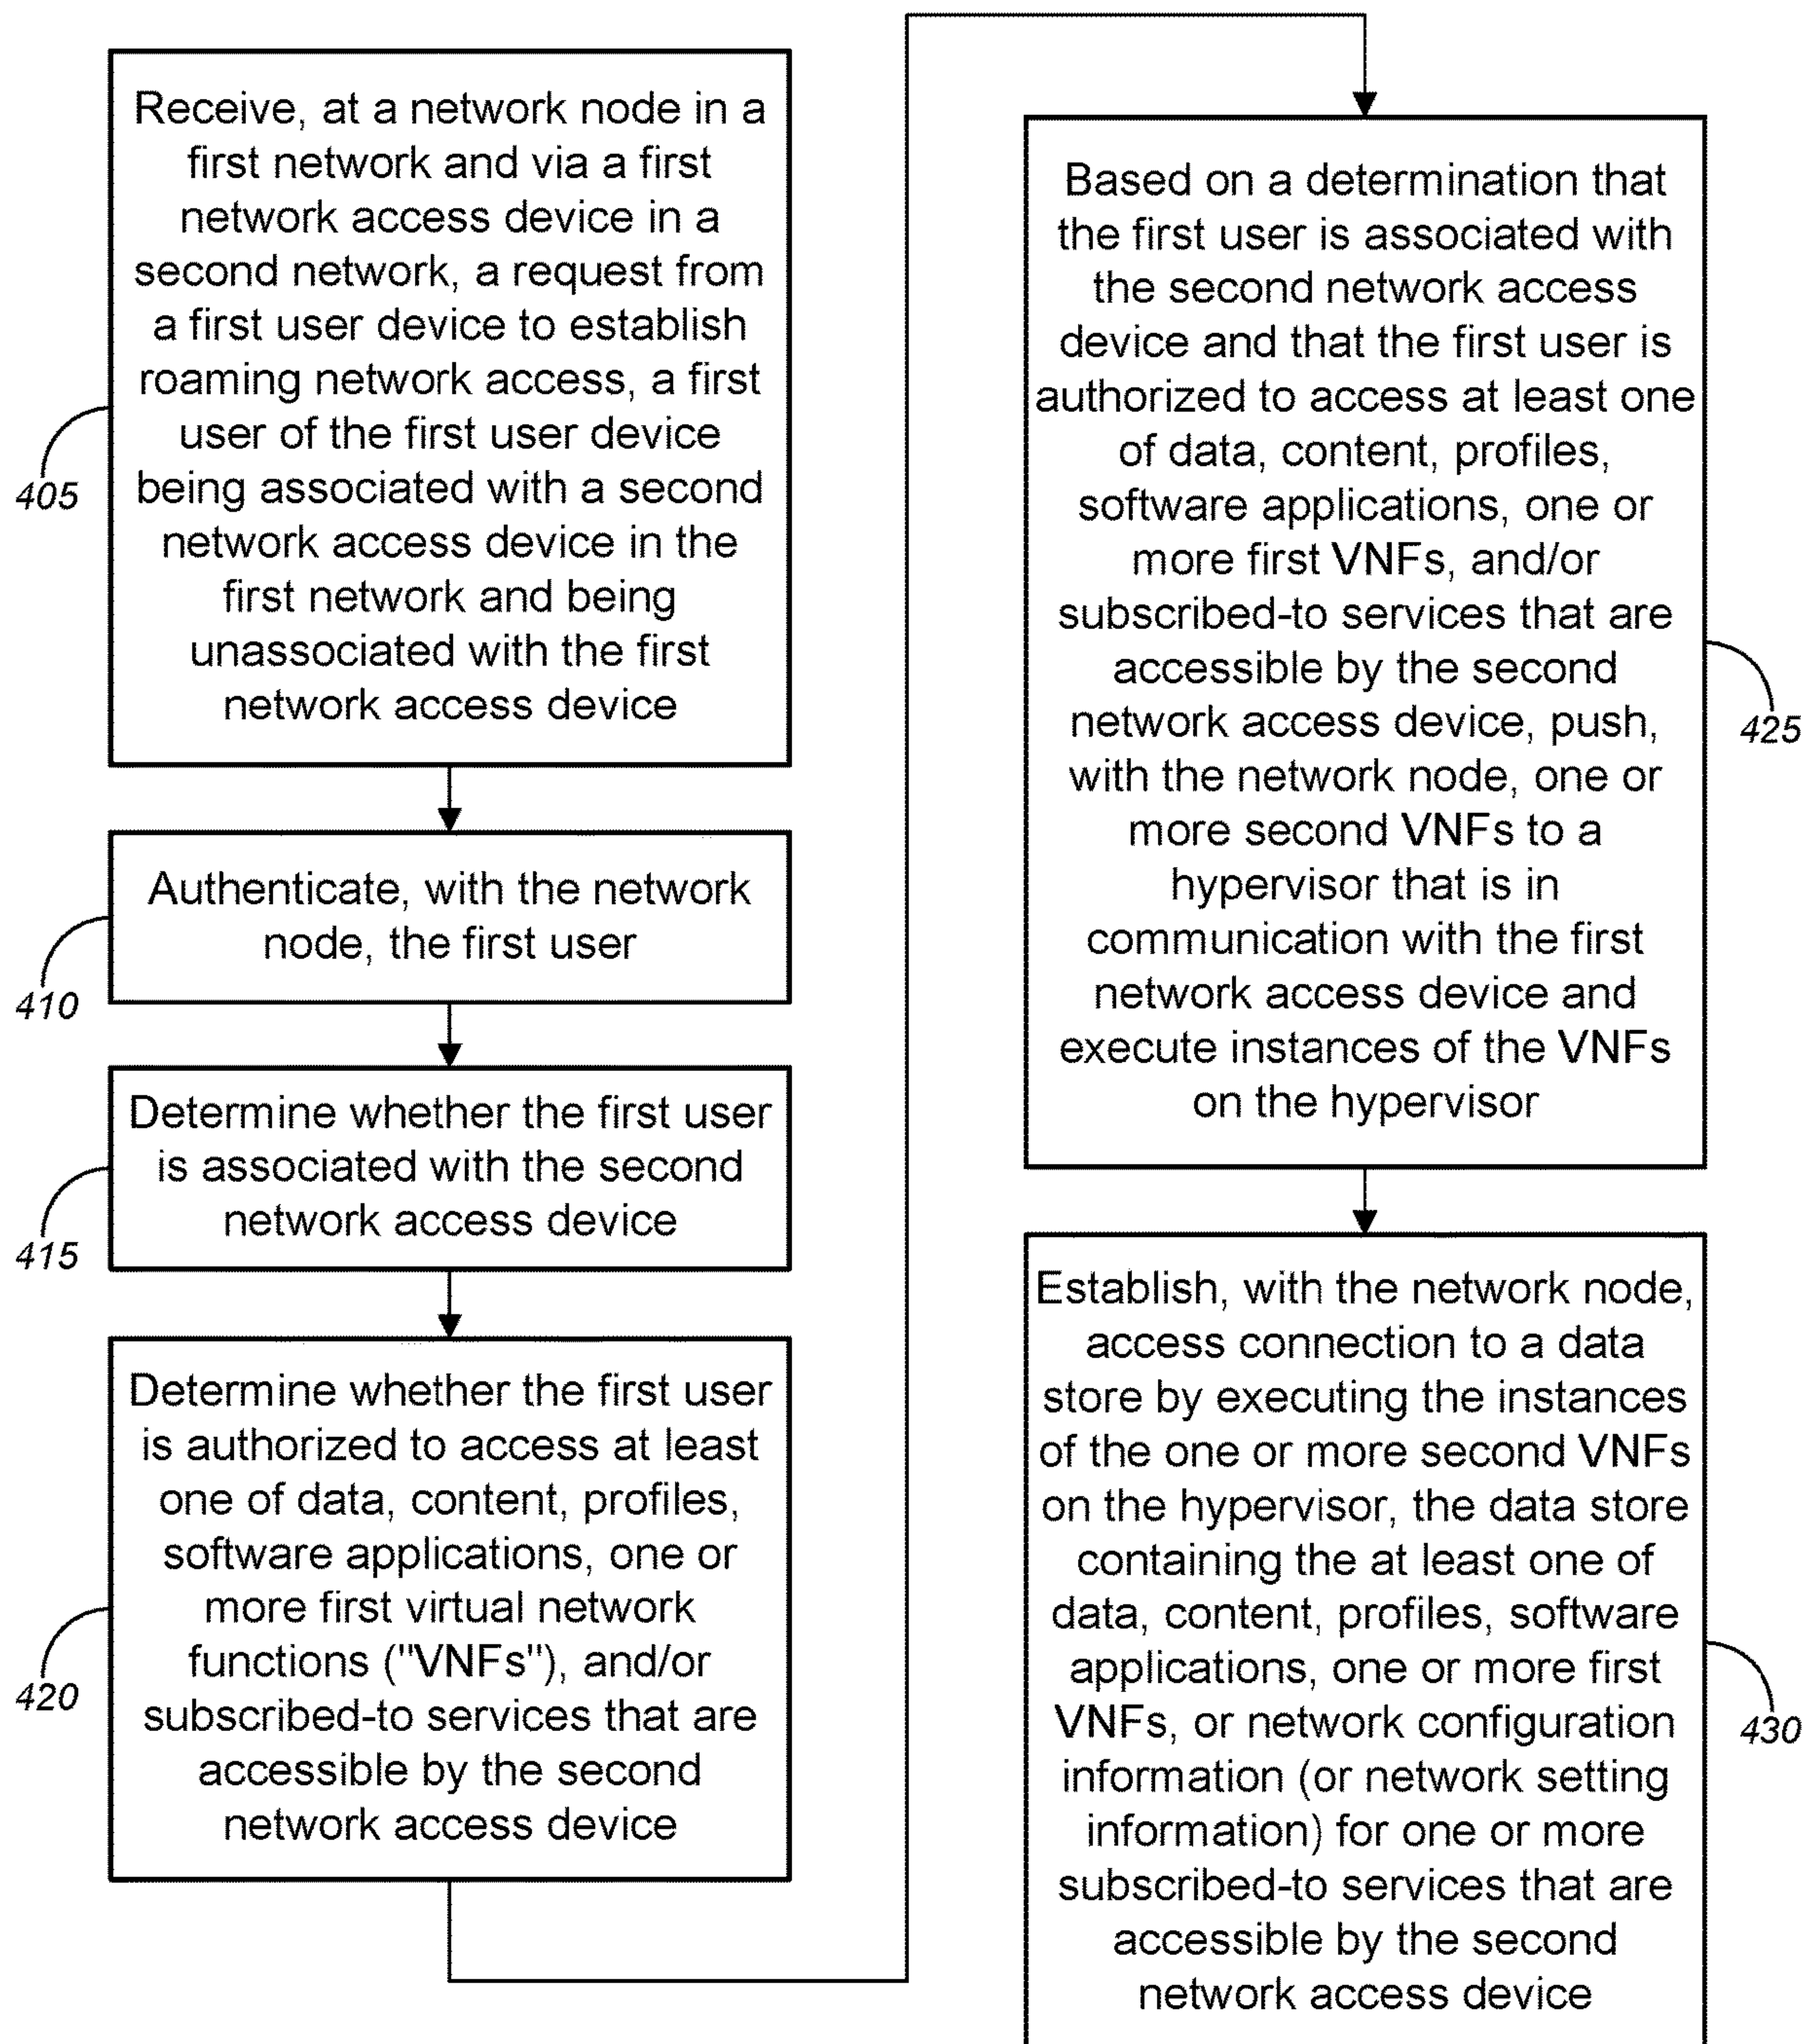 Receive, at a network node in a
first network and via a first
network access device in a
second network, a request from
a first user device to establish
roaming network access, a first
user of the first user device
being associated with a second
network access device in the
first network and being
unassociated with the first
network access device
405
Authenticate, with the network
node, the first user
410
Determine whether the first user
is associated with the second
network access device
415
Determine whether the first user
is authorized to access at least
one of data, content, profiles,
software applications, one or
more first virtual network
functions ("VNFs"), and/or
subscribed-to services that are
accessible by the second
network access device
420
Based on a determination that
the first user is associated with
the second network access
device and that the first user is
authorized to access at least one
of data, content, profiles,
software applications, one or
more first VNFs, and/or
subscribed-to services that are
accessible by the second
network access device, push,
with the network node, one or
more second VNFs to a
hypervisor that is in
communication with the first
network access device and
execute instances of the VNFs
on the hypervisor
425
Establish, with the network node,
access connection to a data
store by executing the instances
of the one or more second VNFs
on the hypervisor, the data store
containing the at least one of
data, content, profiles, software
applications, one or more first
VNFs, or network configuration
information (or network setting
information) for one or more
subscribed-to services that are
accessible by the second
network access device
430